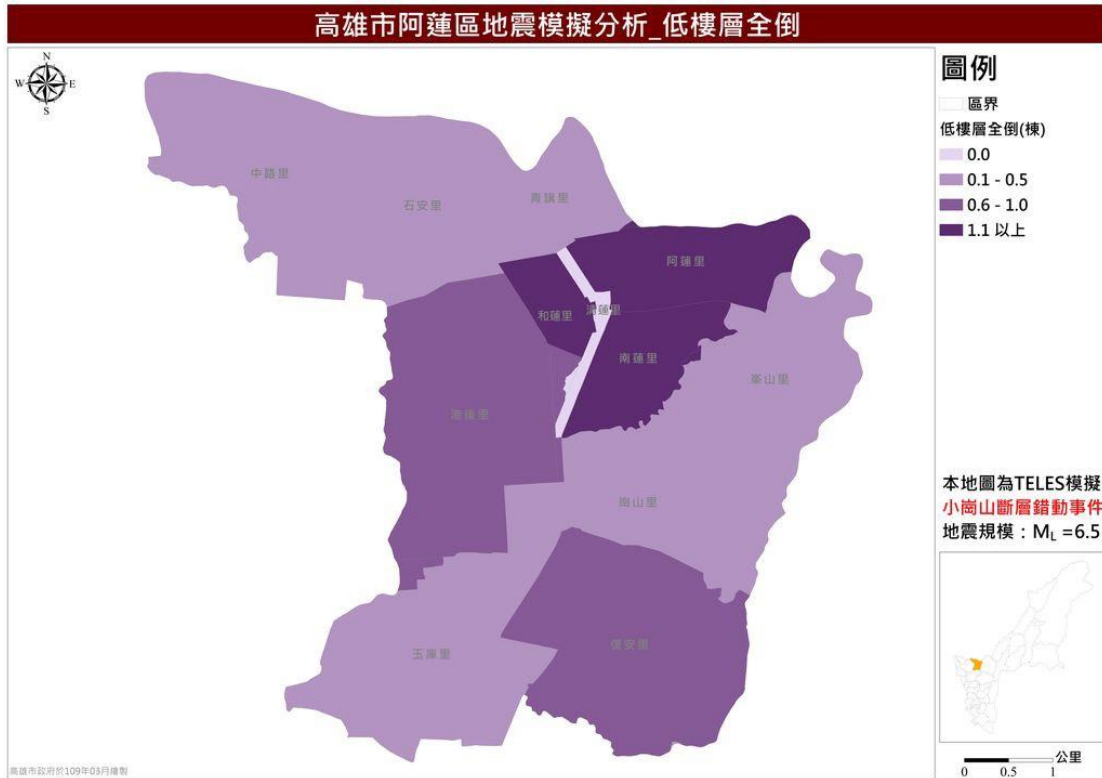 高雄市阿蓮區地震模擬分析_低樓層全倒
N
W
E
S
圖例
區界
低樓層全倒(棟)
0.0
0.1 - 0.5
0.6 - 1.0
1.1 以上
中路里
石安里
青旗里
阿蓮里
和蓮里
清蓮里
南蓮里
峯山里
港後里
崗山里
玉庫里
復安里
本地圖為TELES模擬
小崗山斷層錯動事件
地震規模：ML =6.5
公里
0 0.5 1
高雄市政府於109年03月繪製